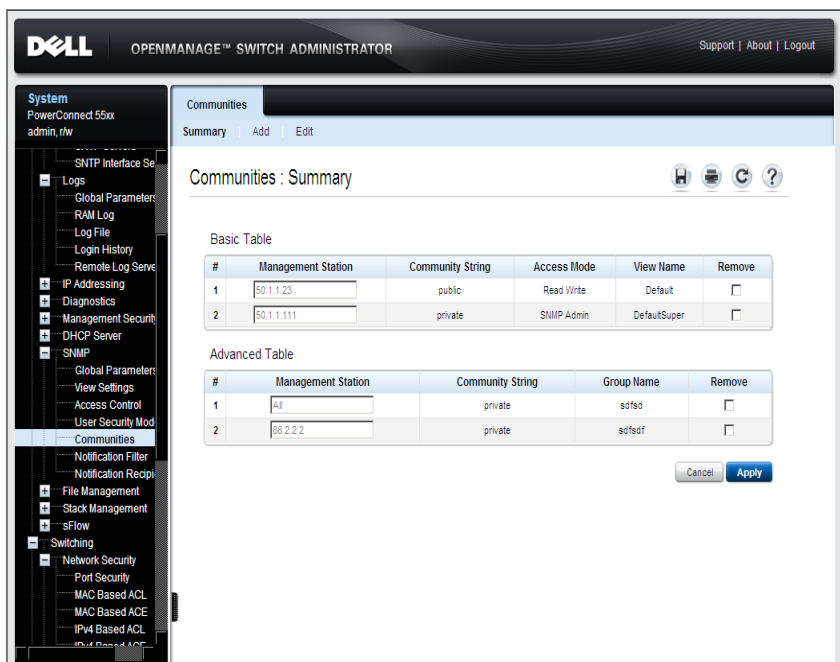 DELL OPENMANAGE™ SWITCH ADMINISTRATOR Support | About | Logout
System
PowerConnect 55xx
admin, r/w
SNTP Interface Se
Logs
Global Parameters
RAM Log
Log File
Login History
Remote Log Serve
IP Addressing
Diagnostics
Management Securit
DHCP Server
SNMP
Global Parameters
View Settings
Access Control
User Security Mod
Communities
Notification Filter
Notification Recipi
File Management
Stack Management
sFlow
Switching
Network Security
Port Security
MAC Based ACL
MAC Based ACE
IPv4 Based ACL
IPv4 Based ACE
Communities
Summary Add Edit
Communities : Summary
Basic Table
# Management Station Community String Access Mode View Name Remove
1 50.1.1.23 public Read Write Default
2 50.1.1.111 private SNMP Admin DefaultSuper
Advanced Table
# Management Station Community String Group Name Remove
1 All private sdfsd
2 88.2.2.2 private sdfsdf
Cancel Apply